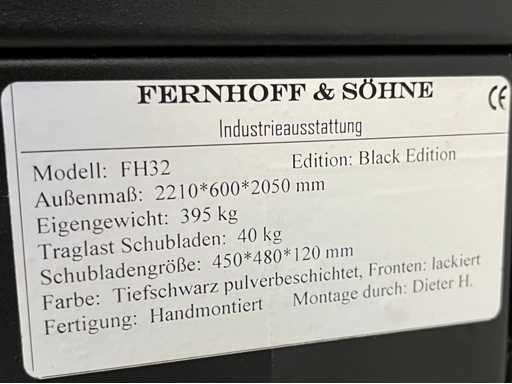 FERNHOFF & SÖHNE
CE
Industrieausstattung
Modell: FH32 Edition: Black Edition
Außenmaß: 2210*600*2050 mm
Eigengewicht: 395 kg
Traglast Schubladen: 40 kg
Schubladengröße: 450*480*120 mm
Farbe: Tiefschwarz pulverbeschichtet, Fronten: lackiert
Fertigung: Handmontiert Montage durch: Dieter H.